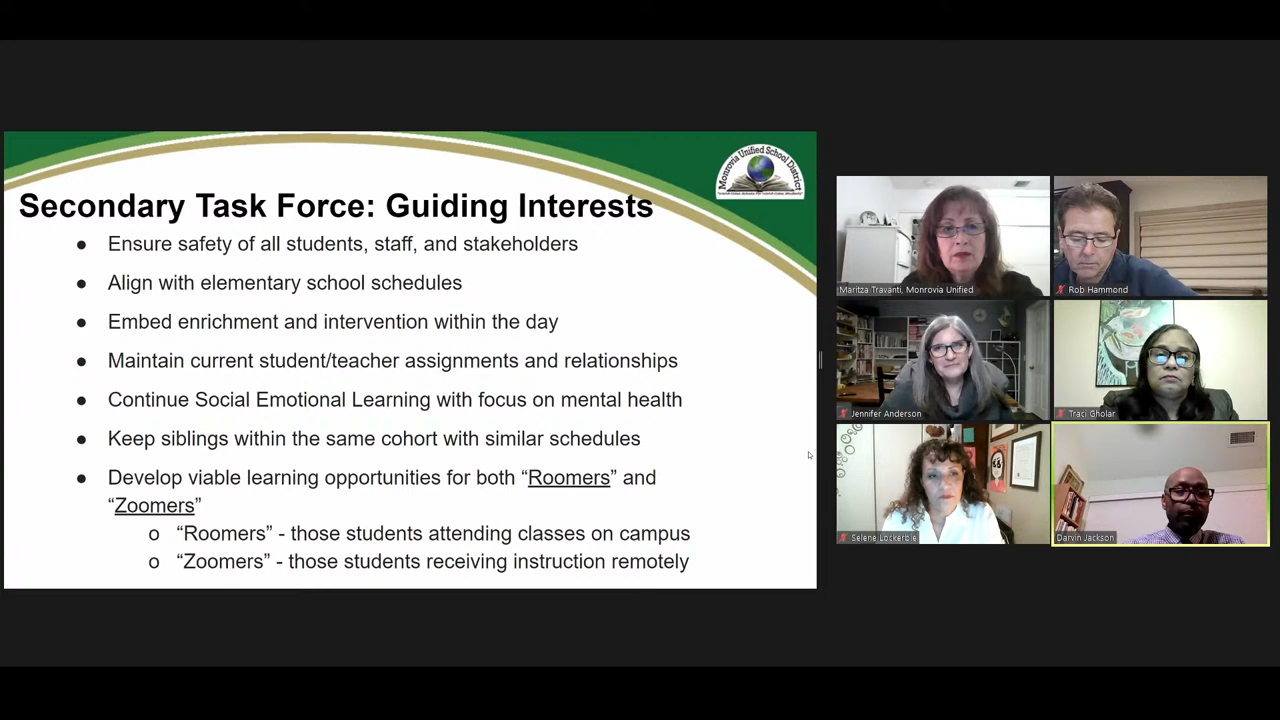 Monrovia Unified School District
Secondary Task Force: Guiding Interests
● Ensure safety of all students, staff, and stakeholders
● Align with elementary school schedules
● Embed enrichment and intervention within the day
● Maintain current student/teacher assignments and relationships
● Continue Social Emotional Learning with focus on mental health
● Keep siblings within the same cohort with similar schedules
● Develop viable learning opportunities for both “Roomers” and
“Zoomers”
o “Roomers” - those students attending classes on campus
o “Zoomers” - those students receiving instruction remotely
Maritza Travanti, Monrovia Unified
Rob Hammond
Jennifer Anderson
Traci Gholar
Selene Lockerbie
Darvin Jackson